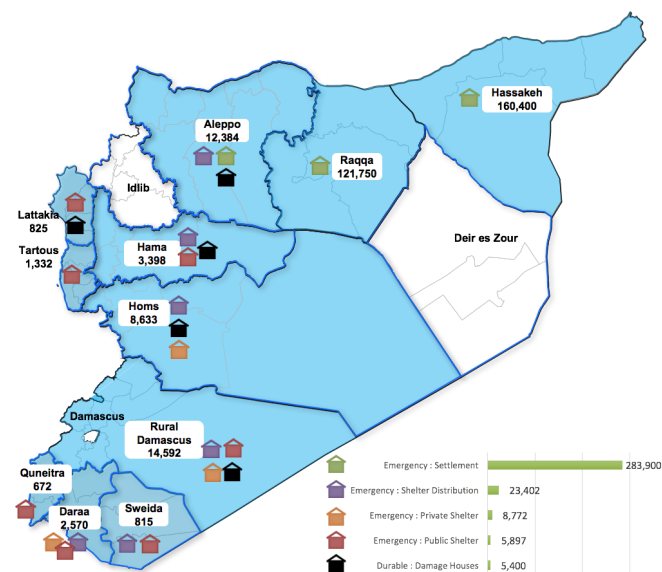 Hassakeh
160,400
Aleppo
12,384
Raqqa
121,750
Idlib
Lattakia
825
Deir es Zour
Tartous
1,332
Hama
3,398
Homs
8,633
Damascus
Rural
Damascus
14,592
Quneitra
672
Daraa
2,570
Sweida
815
Emergency : Settlement 283,900
Emergency : Shelter Distribution 23,402
Emergency : Private Shelter 8,772
Emergency : Public Shelter 5,897
Durable : Damage Houses 5,400